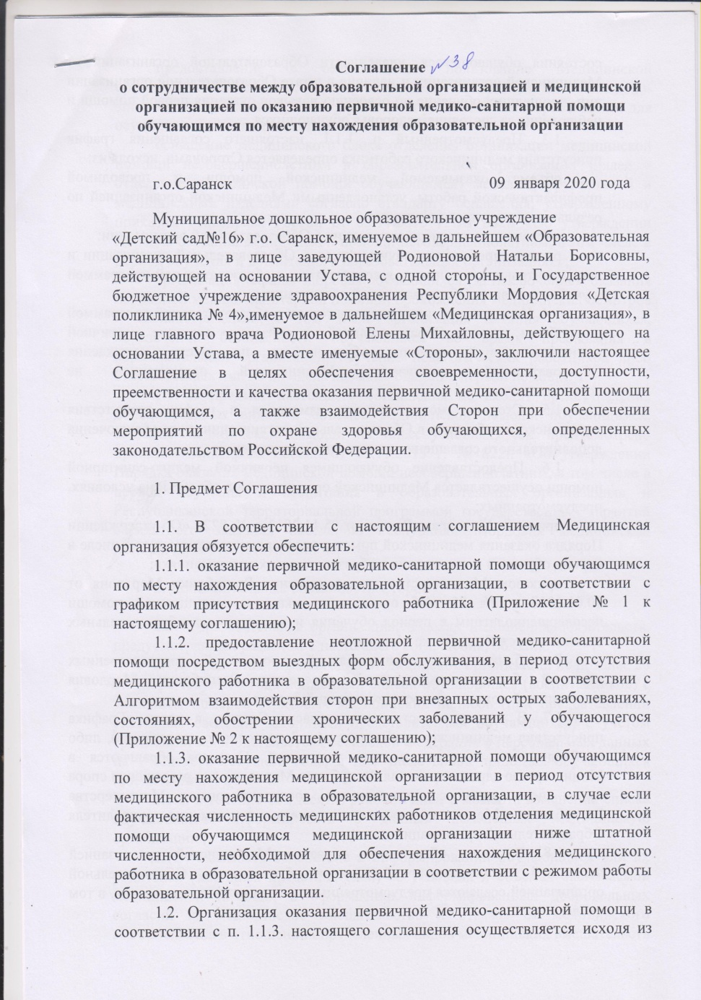 Соглашение №38
о сотрудничестве между образовательной организацией и медицинской
организацией по оказанию первичной медико-санитарной помощи
обучающимся по месту нахождения образовательной организации
г.о.Саранск 09 января 2020 года
Муниципальное дошкольное образовательное учреждение
«Детский сад№16» г.о. Саранск, именуемое в дальнейшем «Образовательная
организация», в лице заведующей Родионовой Натальи Борисовны,
действующей на основании Устава, с одной стороны, и Государственное
бюджетное учреждение здравоохранения Республики Мордовия «Детская
поликлиника № 4»,именуемое в дальнейшем «Медицинская организация», в
лице главного врача Родионовой Елены Михайловны, действующего на
основании Устава, а вместе именуемые «Стороны», заключили настоящее
Соглашение в целях обеспечения своевременности, доступности,
преемственности и качества оказания первичной медико-санитарной помощи
обучающимся, а также взаимодействия Сторон при обеспечении
мероприятий по охране здоровья обучающихся, определенных
законодательством Российской Федерации.
1. Предмет Соглашения
1.1. В соответствии с настоящим соглашением Медицинская
организация обязуется обеспечить:
1.1.1. оказание первичной медико-санитарной помощи обучающимся
по месту нахождения образовательной организации, в соответствии с
графиком присутствия медицинского работника (Приложение № 1 к
настоящему соглашению);
1.1.2. предоставление неотложной первичной медико-санитарной
помощи посредством выездных форм обслуживания, в период отсутствия
медицинского работника в образовательной организации в соответствии с
Алгоритмом взаимодействия сторон при внезапных острых заболеваниях,
состояниях, обострении хронических заболеваний у обучающегося
(Приложение № 2 к настоящему соглашению);
1.1.3. оказание первичной медико-санитарной помощи обучающимся
по месту нахождения медицинской организации в период отсутствия
медицинского работника в образовательной организации, в случае если
фактическая численность медицинских работников отделения медицинской
помощи обучающимся медицинской организации ниже штатной
численности, необходимой для обеспечения нахождения медицинского
работника в образовательной организации в соответствии с режимом работы
образовательной организации.
1.2. Организация оказания первичной медико-санитарной помощи в
соответствии с п. 1.1.3. настоящего соглашения осуществляется исходя из